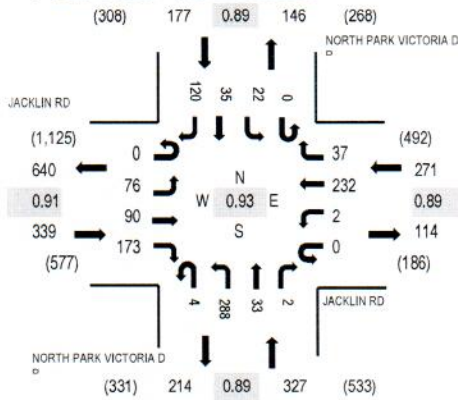 (308) 177 0.89 146 (268)
NORTH PARK VICTORIA D
D
120 35 22 0
JACKLIN RD
(1,125) 0 37 (492)
640 76 232 271
N
0.91 W 0.93 E 0.89
S
90 2
339 173 0 114
(577) (186)
4 288 33 2
JACKLIN RD
NORTH PARK VICTORIA D
D
(331) 214 0.89 327 (533)